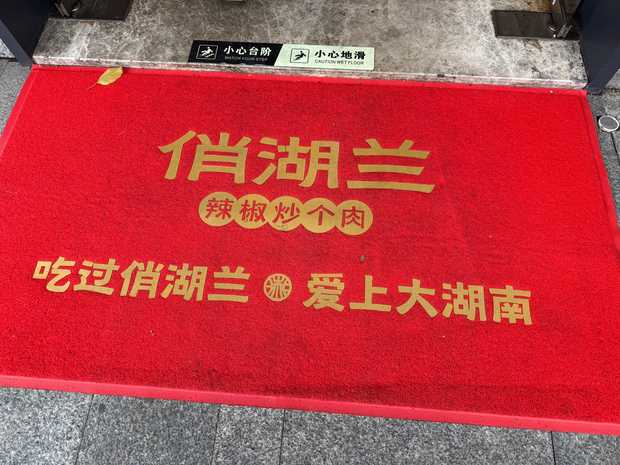 小心台阶 小心地滑
WATCH YOUR STEP CAUTION WET FLOOR
俏湖兰
辣椒炒个肉
吃过俏湖兰 爱上大湖南